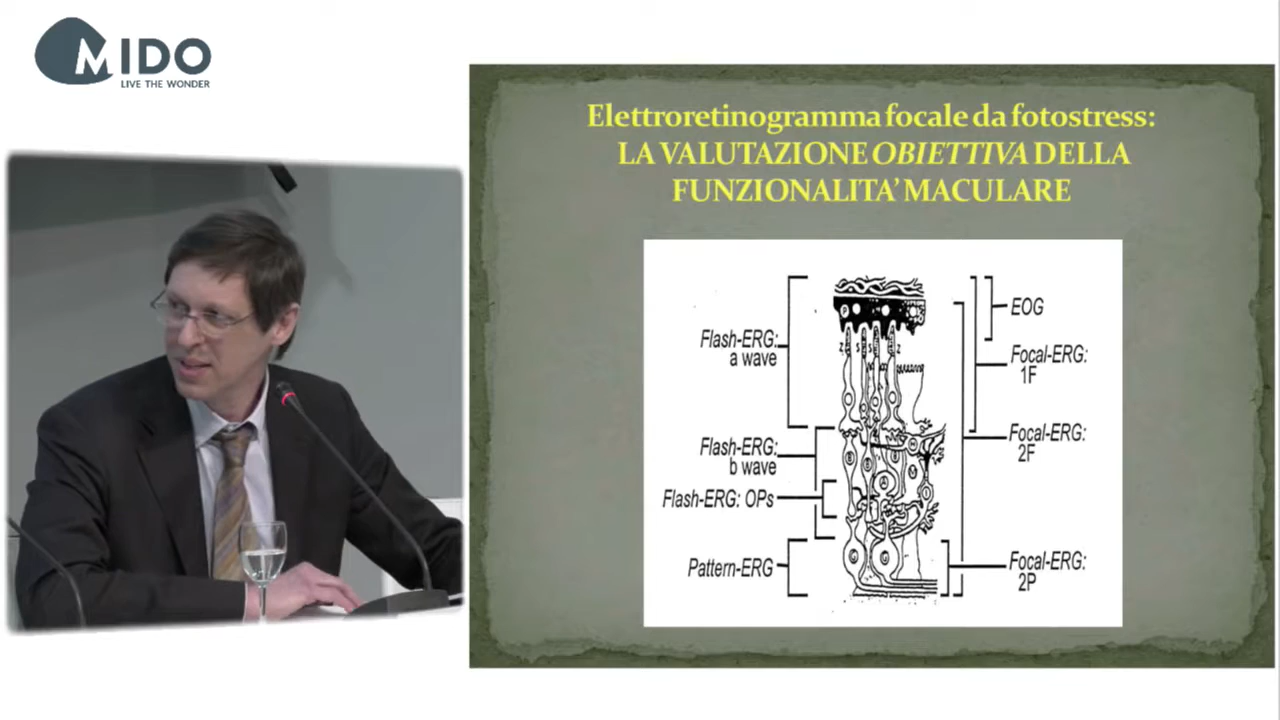 MIDO
LIVE THE WONDER
Elettroretinogramma focale da fotostress:
LA VALUTAZIONE OBIETTIVA DELLA
FUNZIONALITA' MACULARE
Flash-ERG:
a wave
Flash-ERG:
b wave
Flash-ERG: OPs
Pattern-ERG
EOG
Focal-ERG:
1F
Focal-ERG:
2F
Focal-ERG:
2P